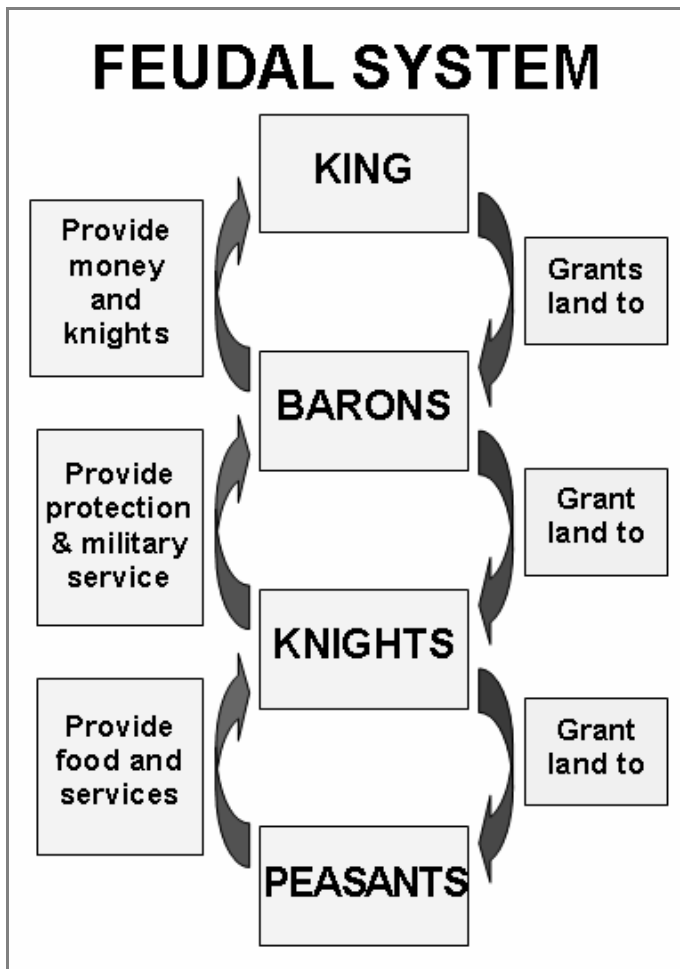 FEUDAL SYSTEM
KING
Provide
money
and
knights
Grants
land to
BARONS
Provide
protection
& military
service
Grant
land to
KNIGHTS
Provide
food and
services
Grant
land to
PEASANTS